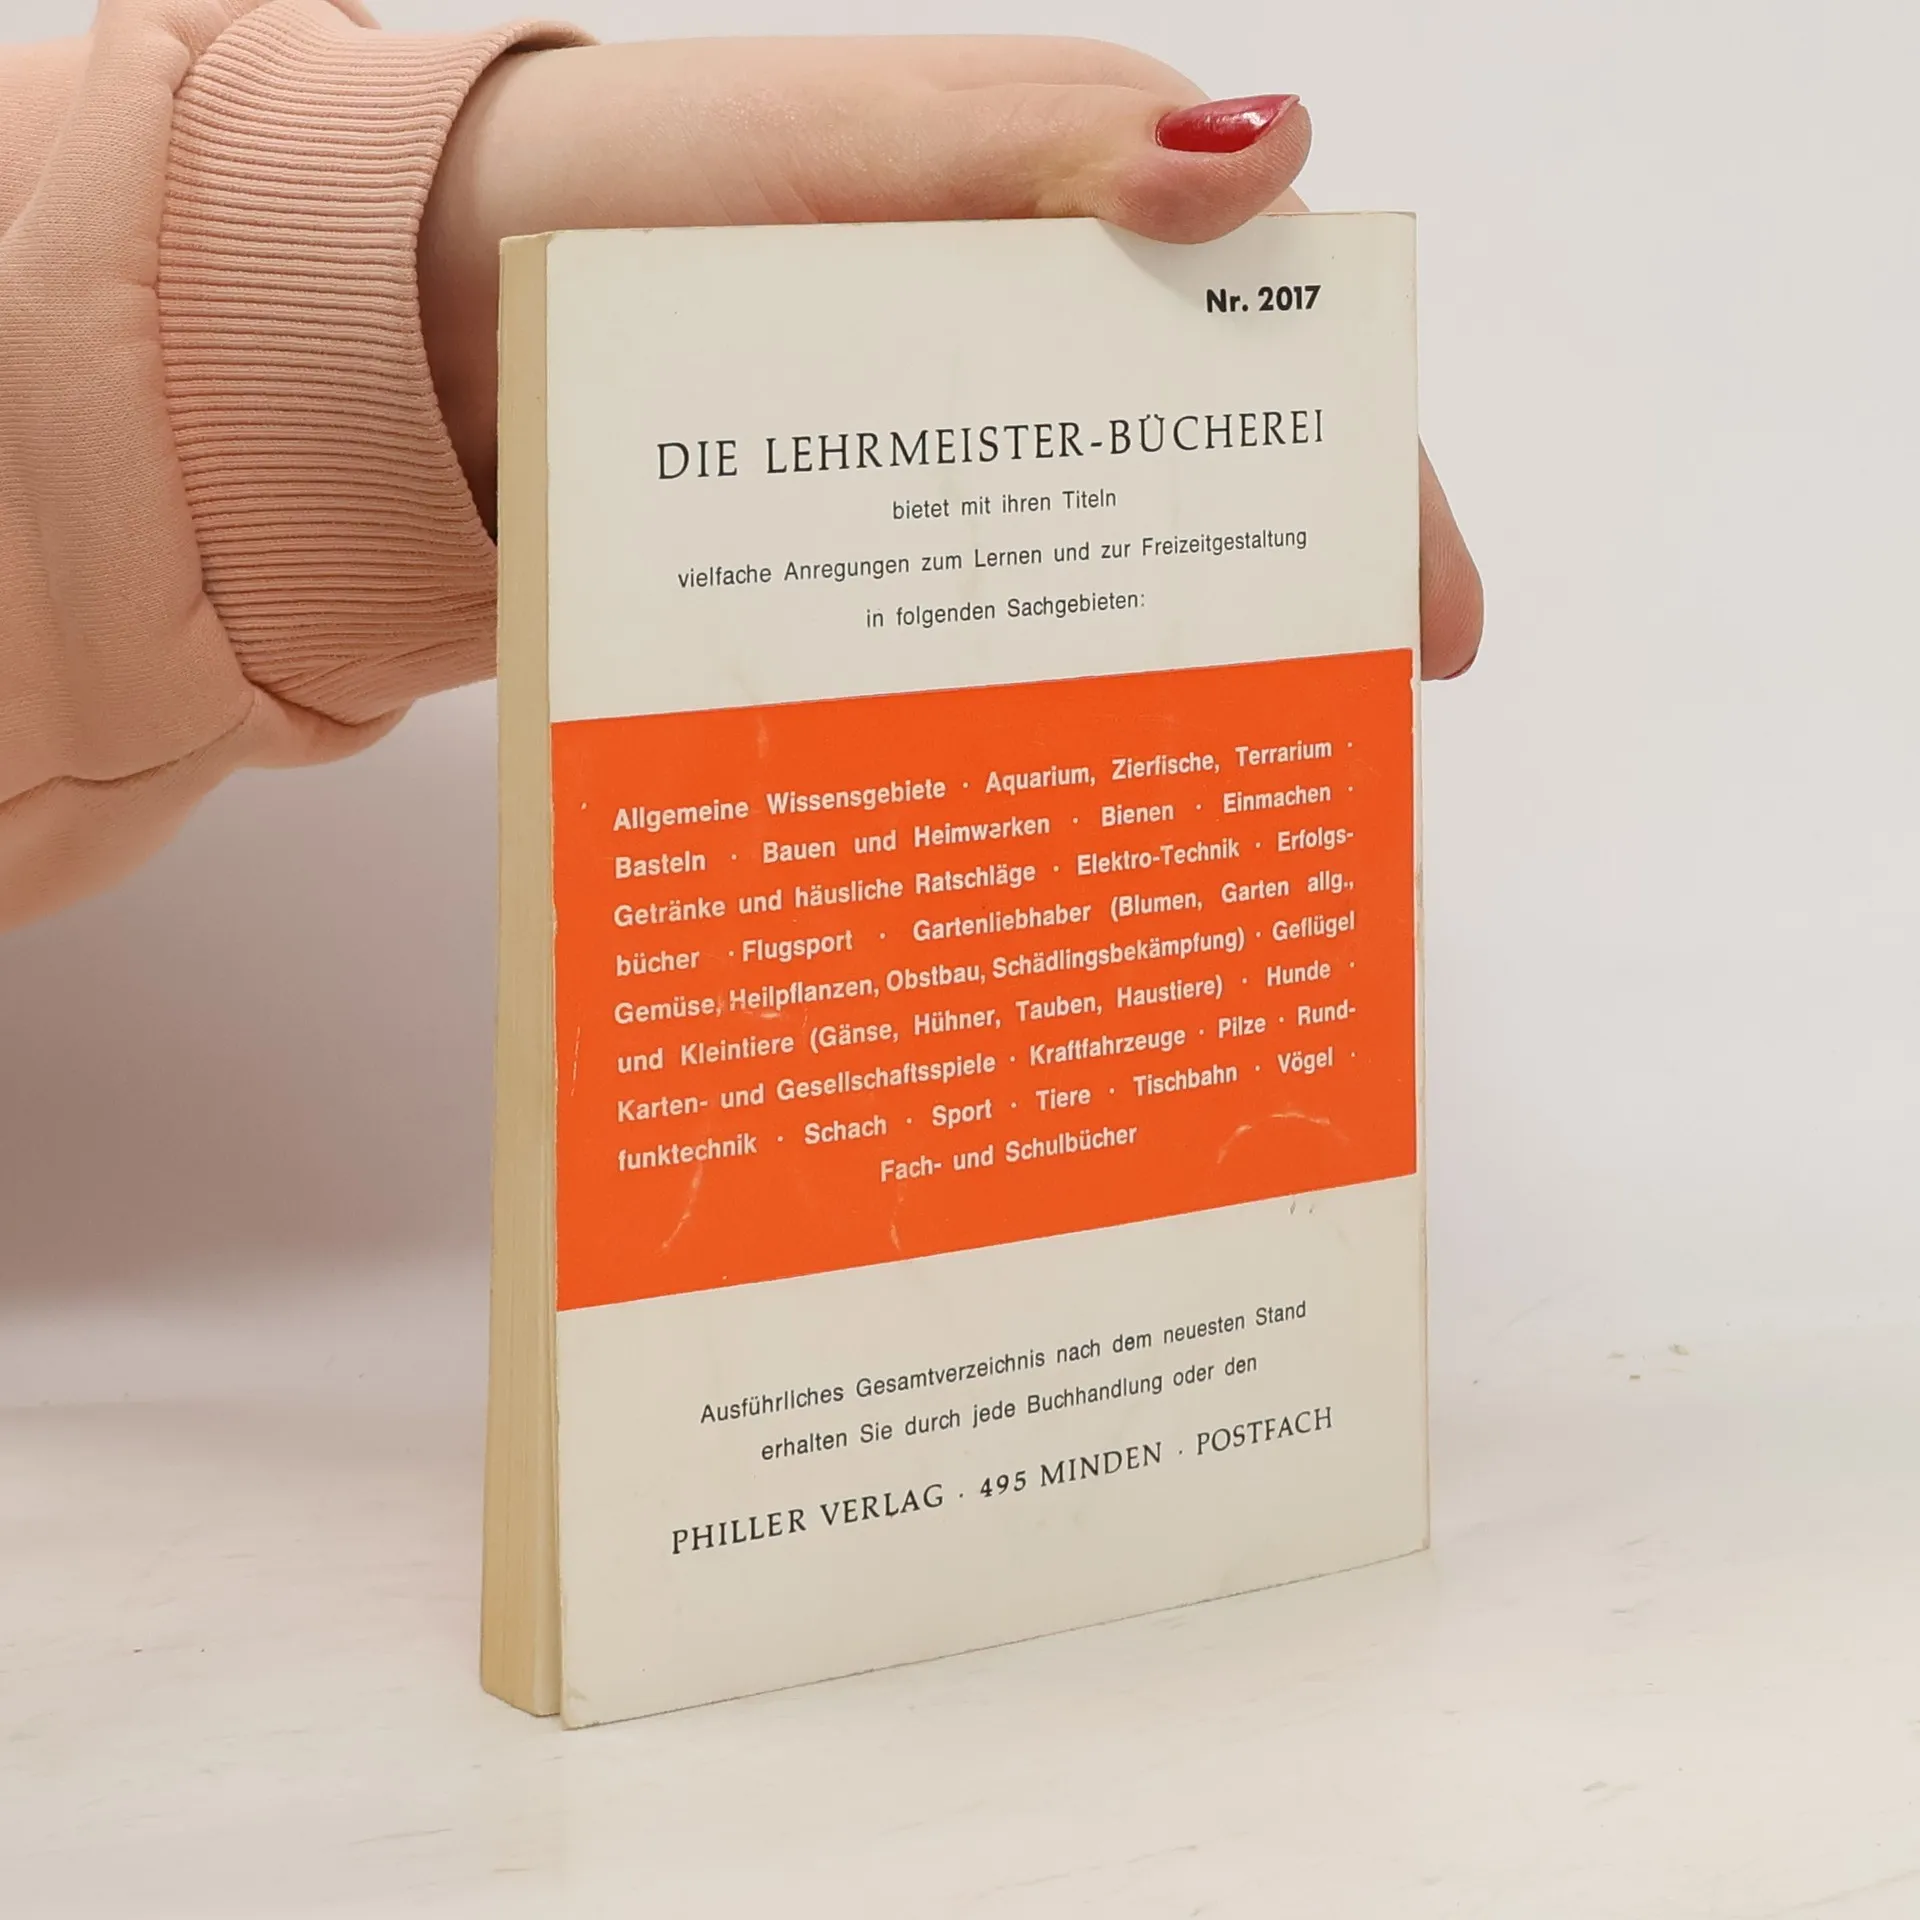 Nr. 2017
DIE LEHRMEISTER-BÜCHEREI
bietet mit ihren Titeln
vielfache Anregungen zum Lernen und zur Freizeitgestaltung
in folgenden Sachgebieten:
Allgemeine Wissensgebiete · Aquarium, Zierfische, Terrarium ·
Basteln · Bauen und Heimwerken · Bienen · Einmachen ·
Getränke und häusliche Ratschläge · Elektro-Technik · Erfolgs-
bücher · Flugsport · Gartenliebhaber (Blumen, Garten allg.,
Gemüse, Heilpflanzen, Obstbau, Schädlingsbekämpfung) · Geflügel
und Kleintiere (Gänse, Hühner, Tauben, Haustiere) · Hunde ·
Karten- und Gesellschaftsspiele · Kraftfahrzeuge · Pilze · Rund-
funktechnik · Schach · Sport · Tiere · Tischbahn · Vögel ·
Fach- und Schulbücher
Ausführliches Gesamtverzeichnis nach dem neuesten Stand
erhalten Sie durch jede Buchhandlung oder den
PHILLER VERLAG · 495 MINDEN · POSTFACH